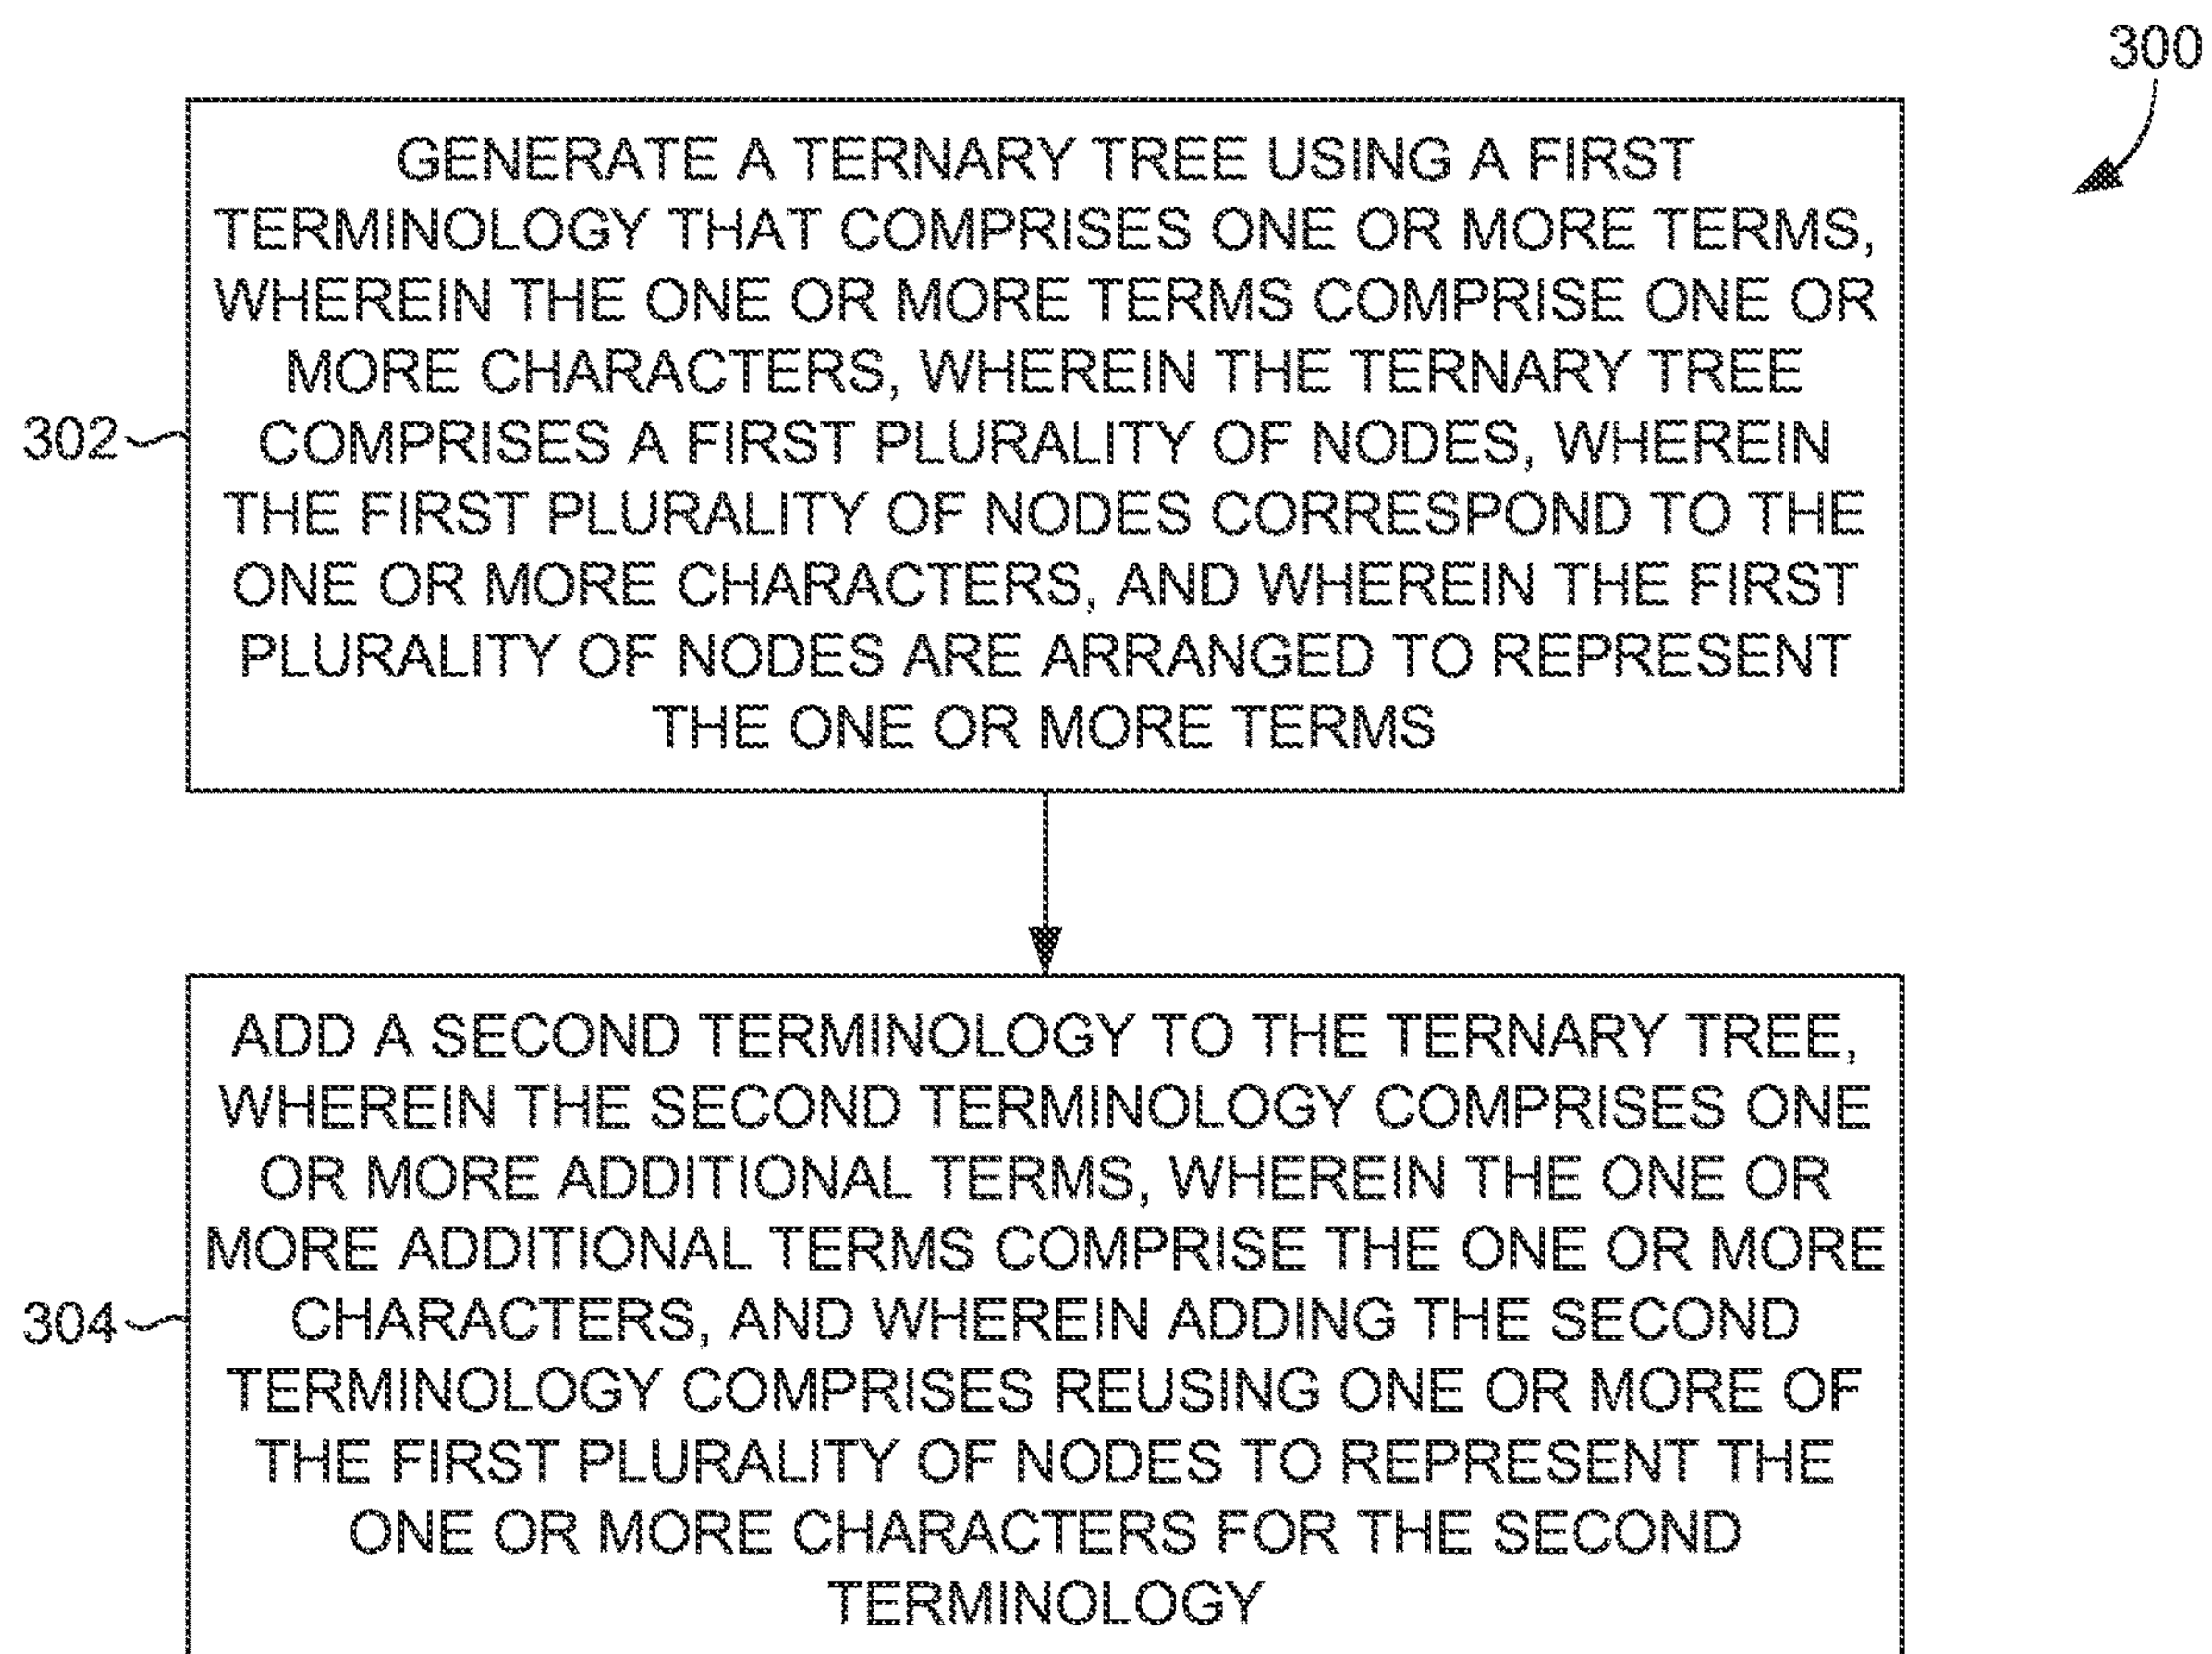 300
GENERATE A TERNARY TREE USING A FIRST
TERMINOLOGY THAT COMPRISES ONE OR MORE TERMS,
WHEREIN THE ONE OR MORE TERMS COMPRISE ONE OR
MORE CHARACTERS, WHEREIN THE TERNARY TREE
COMPRISES A FIRST PLURALITY OF NODES, WHEREIN
THE FIRST PLURALITY OF NODES CORRESPOND TO THE
ONE OR MORE CHARACTERS, AND WHEREIN THE FIRST
PLURALITY OF NODES ARE ARRANGED TO REPRESENT
THE ONE OR MORE TERMS
302
ADD A SECOND TERMINOLOGY TO THE TERNARY TREE,
WHEREIN THE SECOND TERMINOLOGY COMPRISES ONE
OR MORE ADDITIONAL TERMS, WHEREIN THE ONE OR
MORE ADDITIONAL TERMS COMPRISE THE ONE OR MORE
CHARACTERS, AND WHEREIN ADDING THE SECOND
TERMINOLOGY COMPRISES REUSING ONE OR MORE OF
THE FIRST PLURALITY OF NODES TO REPRESENT THE
ONE OR MORE CHARACTERS FOR THE SECOND
TERMINOLOGY
304